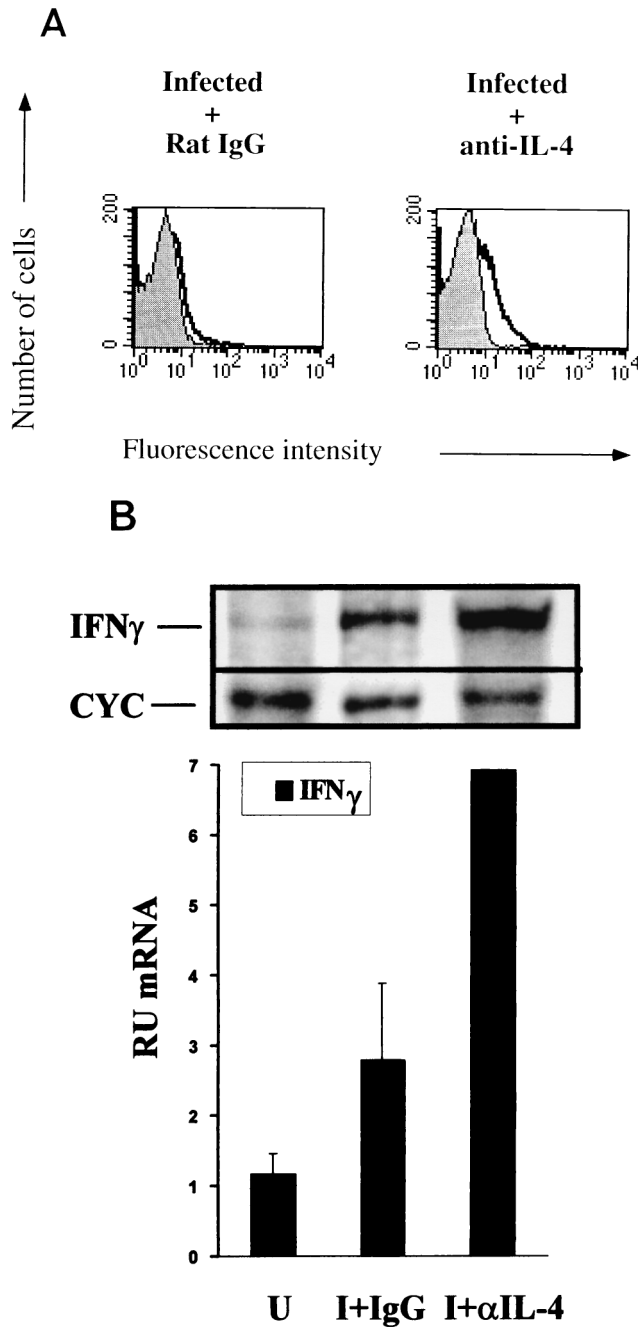 A
Infected
+
Rat IgG
Infected
+
anti-IL-4
Number of cells
200
0
10⁰ 10¹ 10² 10³ 10⁴
200
0
10⁰ 10¹ 10² 10³ 10⁴
Fluorescence intensity
B
IFNγ
CYC
7
6
5
4
3
2
1
0
IFNγ
RU mRNA
U I+IgG I+αIL-4